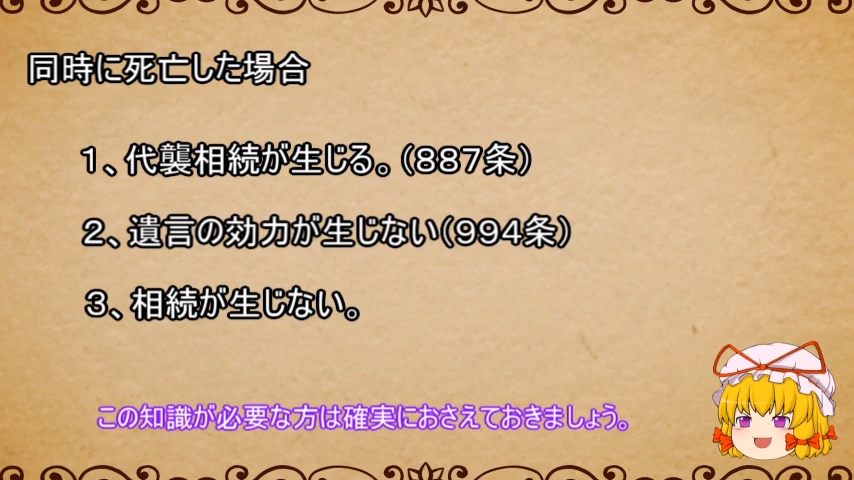 同時に死亡した場合
１、代襲相続が生じる。（８８７条）
２、遺言の効力が生じない（９９４条）
３、相続が生じない。
この知識が必要な方は確実におさえておきましょう。